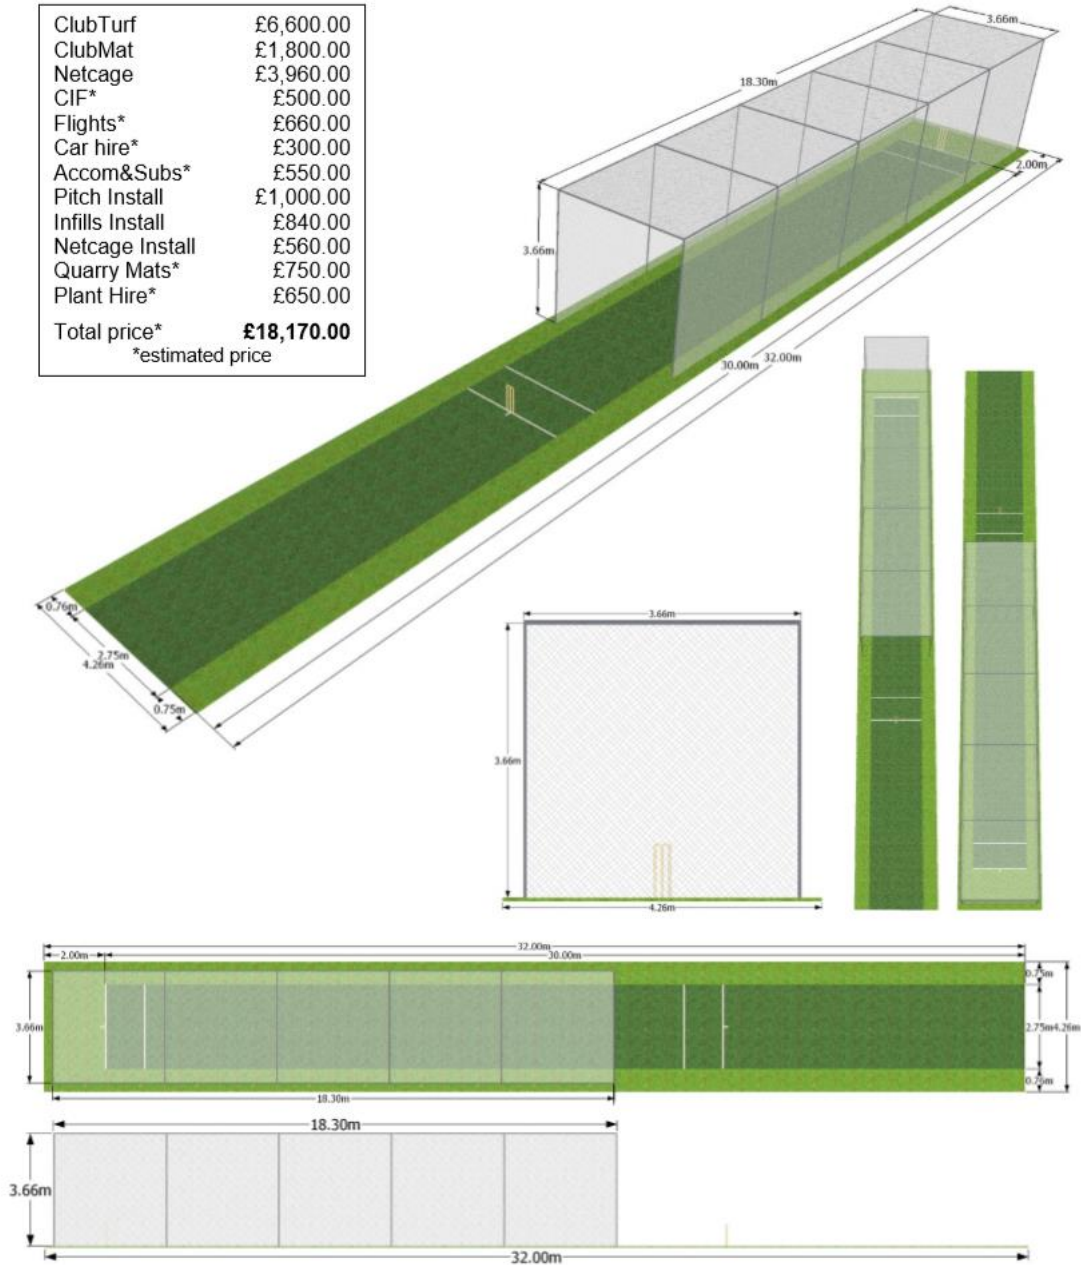 ClubTurf £6,600.00
ClubMat £1,800.00
Netcage £3,960.00
CIF* £500.00
Flights* £660.00
Car hire* £300.00
Accom&Subs* £550.00
Pitch Install £1,000.00
Infills Install £840.00
Netcage Install £560.00
Quarry Mats* £750.00
Plant Hire* £650.00
Total price* £18,170.00
*estimated price
3.66m
18.30m
2.00m
3.66m
30.00m 32.00m
0.76m
2.75m
4.26m
0.75m
3.66m
3.66m
4.26m
32.00m
2.00m 30.00m
0.75m
3.66m 2.75m 4.26m
0.76m
18.30m
18.30m
3.66m
32.00m